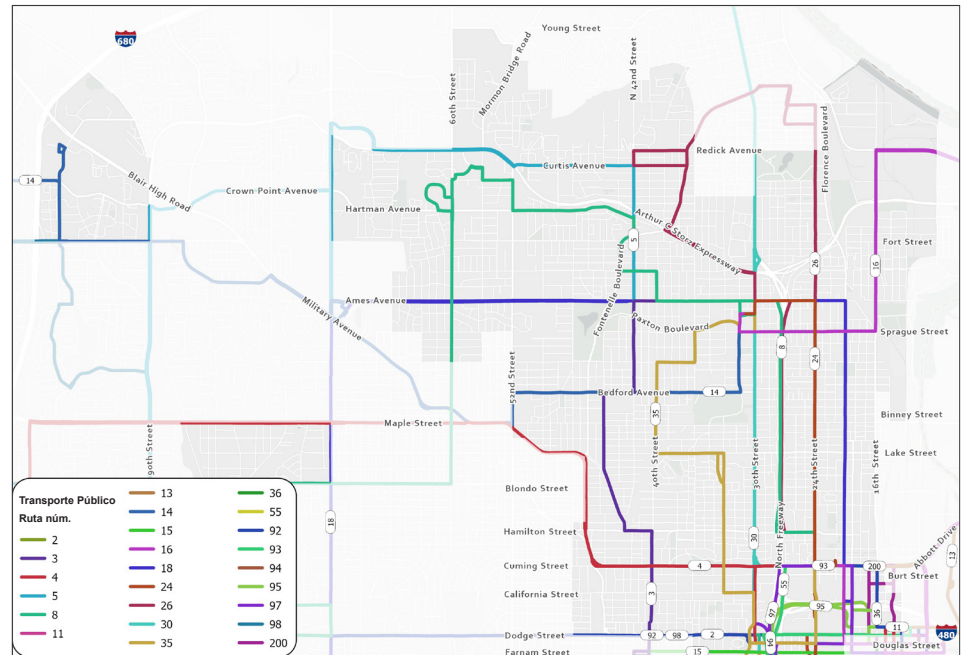 680
Young Street
60th Street
Mormon Bridge Road
N 42nd Street
Florence Boulevard
Redick Avenue
Curtis Avenue
14
Blair High Road
Crown Point Avenue
Hartman Avenue
Arthur C Storz Expressway
5
26
16
Fort Street
Ames Avenue
Military Avenue
Fontenelle Boulevard
Paxton Boulevard
Sprague Street
8
24
52nd Street
Bedford Avenue
14
35
Binney Street
Maple Street
90th Street
40th Street
30th Street
24th Street
16th Street
Lake Street
Blondo Street
18
Hamilton Street
30
North Freeway
Abbott Drive
13
Cuming Street
4
93
200
Burt Street
55
California Street
3
97
95
36
11
480
Dodge Street
92
98
2
16
Douglas Street
Farnam Street
15
Transporte Público
Ruta núm.
2
3
4
5
8
11
13
14
15
16
18
24
26
30
35
36
55
92
93
94
95
97
98
200